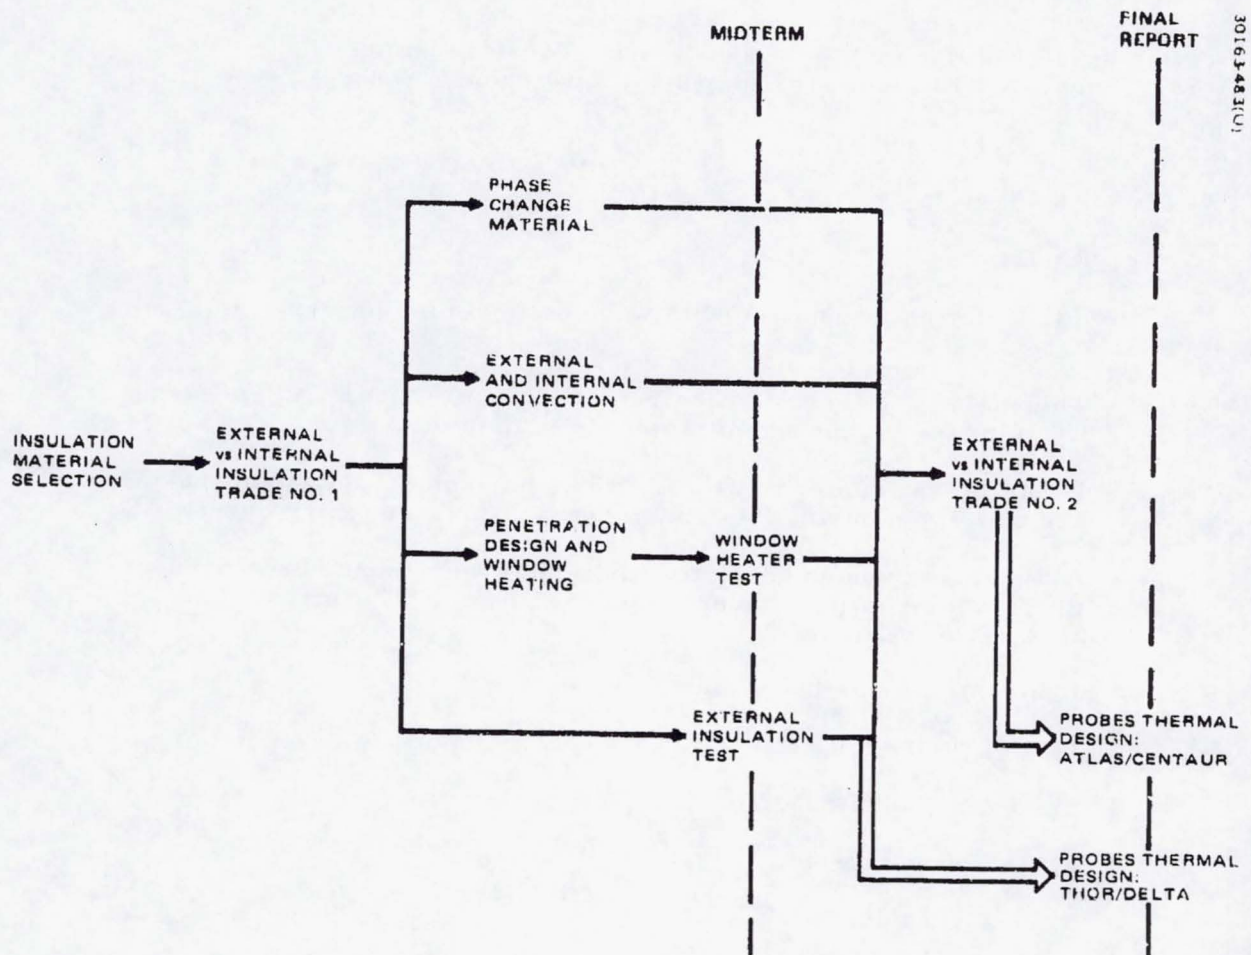 MIDTERM
FINAL
REPORT
30163-483(U)
PHASE
CHANGE
MATERIAL
EXTERNAL
AND INTERNAL
CONVECTION
INSULATION
MATERIAL
SELECTION
EXTERNAL
vs INTERNAL
INSULATION
TRADE NO. 1
EXTERNAL
vs INTERNAL
INSULATION
TRADE NO. 2
PENETRATION
DESIGN AND
WINDOW
HEATING
WINDOW
HEATER
TEST
EXTERNAL
INSULATION
TEST
PROBES THERMAL
DESIGN:
ATLAS/CENTAUR
PROBES THERMAL
DESIGN:
THOR/DELTA